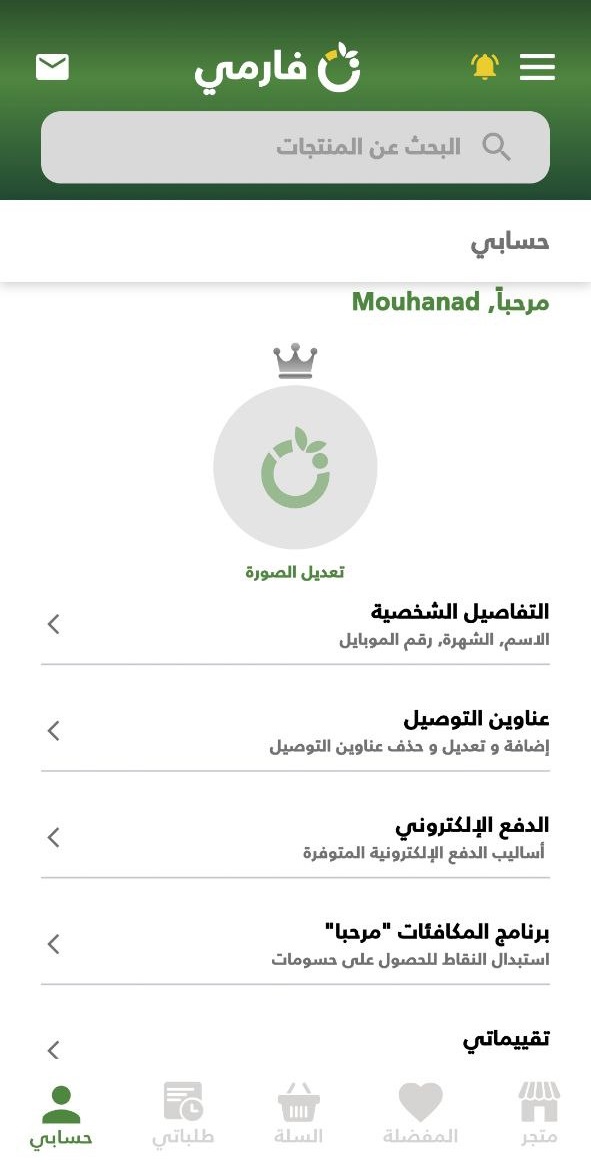 فارمي
البحث عن المنتجات
حسابي
مرحباً, Mouhanad
تعديل الصورة
التفاصيل الشخصية
الاسم, الشهرة, رقم الموبايل
عناوين التوصيل
إضافة و تعديل و حذف عناوين التوصيل
الدفع الإلكتروني
أساليب الدفع الإلكترونية المتوفرة
برنامج المكافئات "مرحبا"
استبدال النقاط للحصول على حسومات
تقييماتي
متجر المفضلة السلة طلباتي حسابي